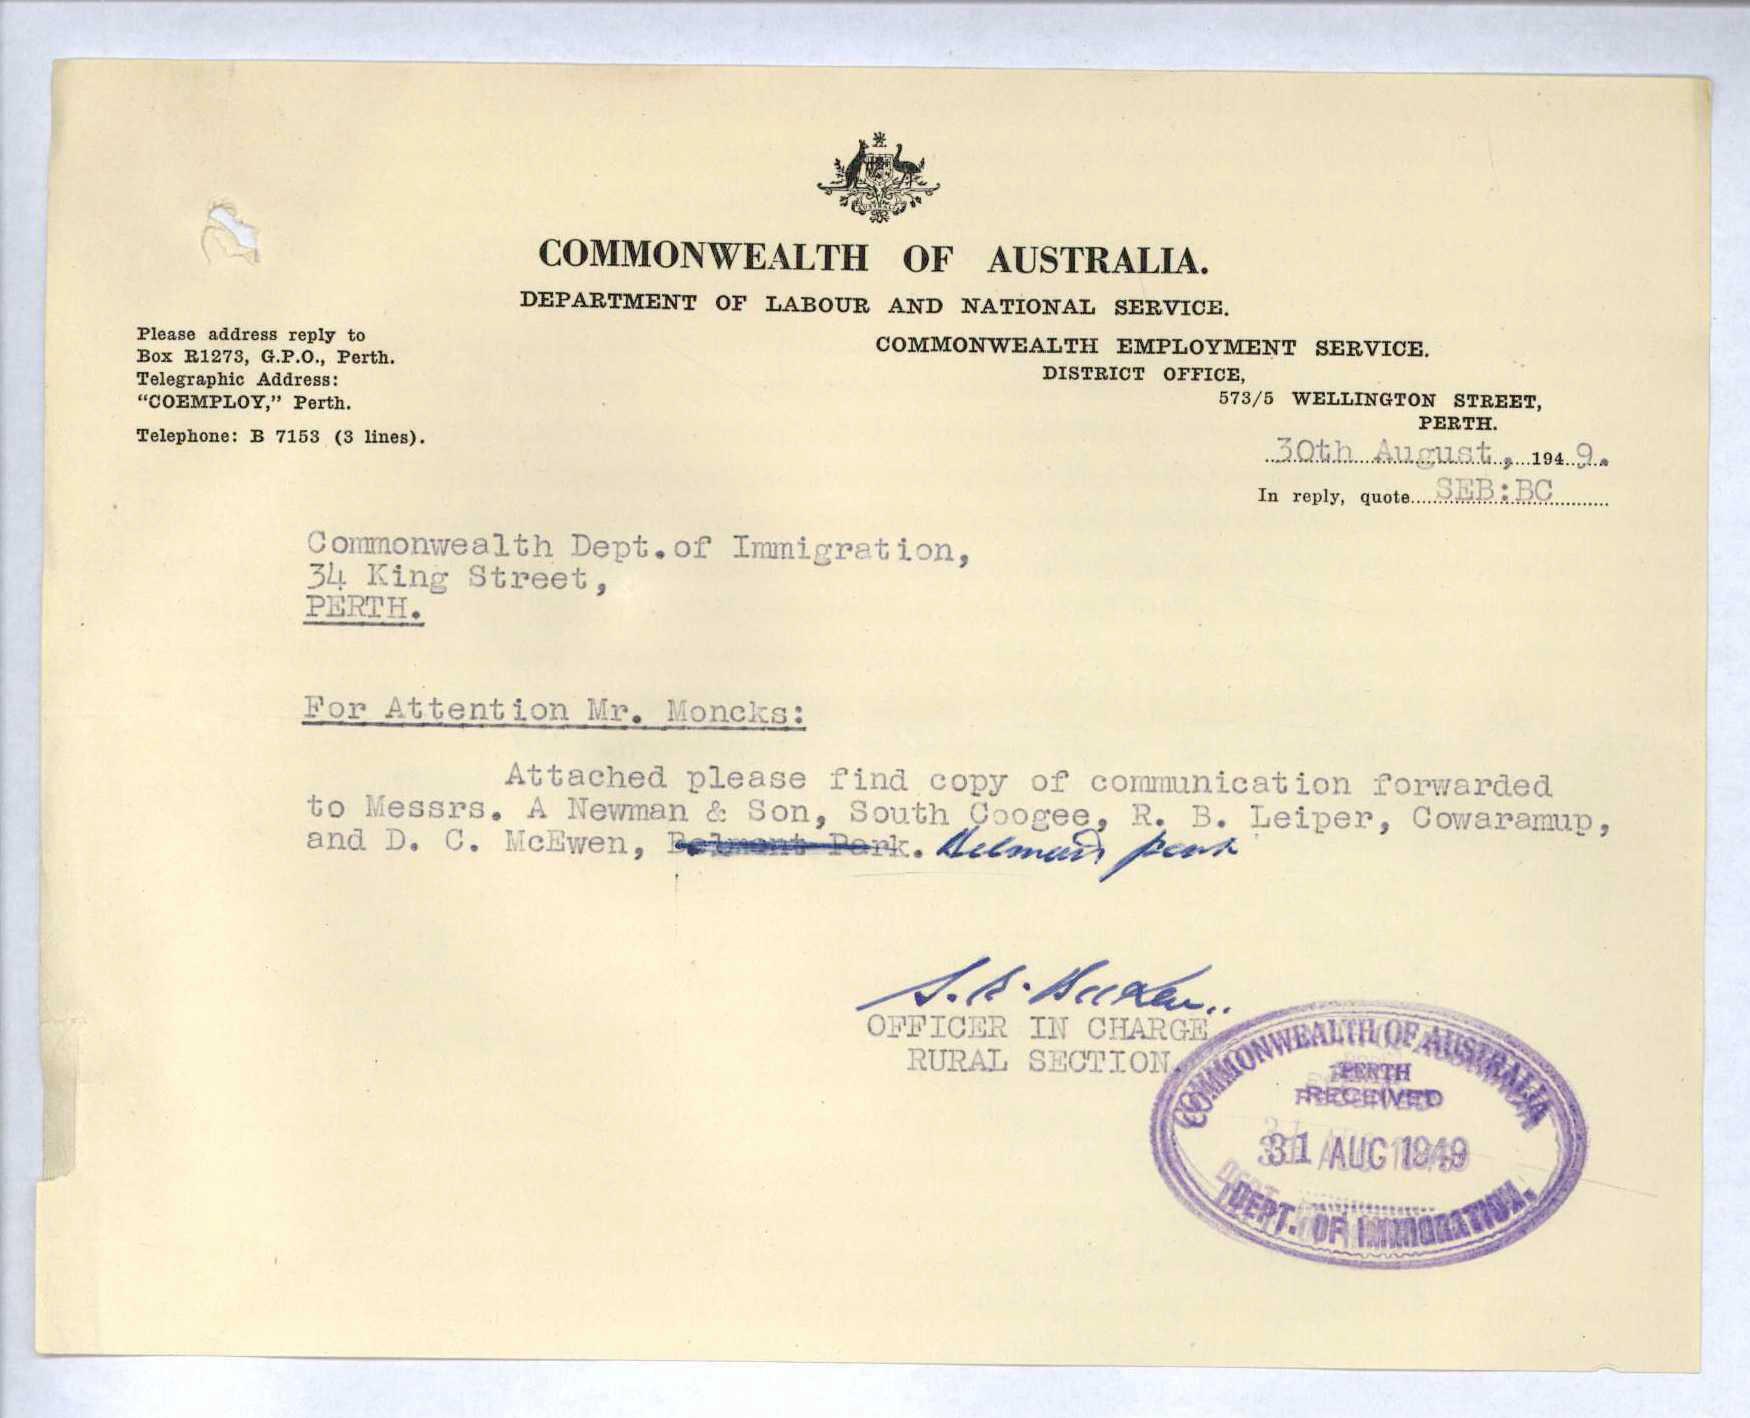 COMMONWEALTH OF AUSTRALIA.
DEPARTMENT OF LABOUR AND NATIONAL SERVICE.
Please address reply to
Box R1273, G.P.O., Perth.
Telegraphic Address:
“COEMPLOY,” Perth.
Telephone: B 7153 (3 lines).
COMMONWEALTH EMPLOYMENT SERVICE.
DISTRICT OFFICE,
573/5 WELLINGTON STREET,
PERTH.
30th August, 1949.
In reply, quote SEB:BC
Commonwealth Dept.of Immigration,
34 King Street,
PERTH.
For Attention Mr. Moncks:
Attached please find copy of communication forwarded
to Messrs. A Newman & Son, South Coogee, R. B. Leiper, Cowaramup,
and D. C. McEwen, Belmont Park. park
OFFICER IN CHARGE
RURAL SECTION.
COMMONWEALTH OF AUSTRALIA
PERTH
RECEIVED
31 AUG 1949
DEPT. OF IMMIGRATION.